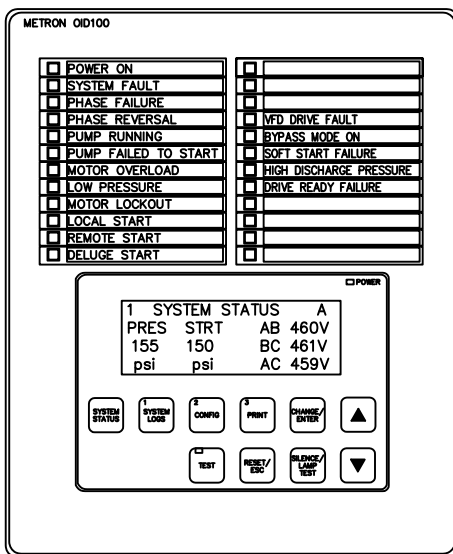 METRON OID100
POWER ON
SYSTEM FAULT
PHASE FAILURE
PHASE REVERSAL
PUMP RUNNING
PUMP FAILED TO START
MOTOR OVERLOAD
LOW PRESSURE
MOTOR LOCKOUT
LOCAL START
REMOTE START
DELUGE START
VFD DRIVE FAULT
BYPASS MODE ON
SOFT START FAILURE
HIGH DISCHARGE PRESSURE
DRIVE READY FAILURE
POWER
1 SYSTEM STATUS A
PRES STRT AB 460V
155 150 BC 461V
psi psi AC 459V
SYSTEM
STATUS
1
SYSTEM
LOGS
2
CONFIG
3
PRINT
CHANGE/
ENTER
TEST
RESET/
ESC
SILENCE/
LAMP
TEST